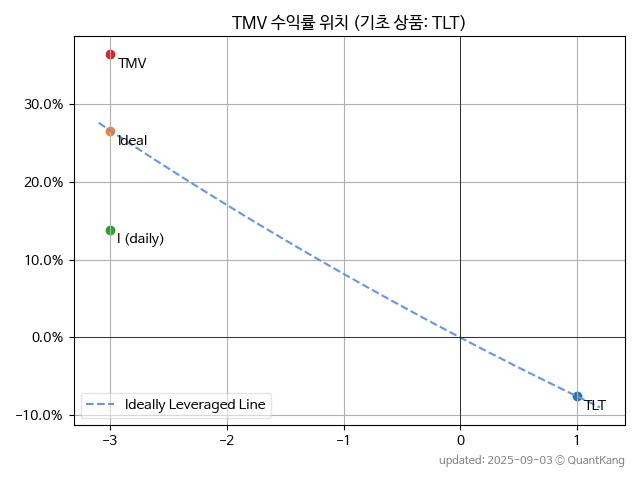 TMV 수익률 위치 (기초 상품: TLT)
TMV
30.0%
Ideal
20.0%
I (daily)
10.0%
0.0%
TLT
Ideally Leveraged Line
−10.0%
−3
−2
−1
0
1
updated: 2025-09-03 © QuantKang